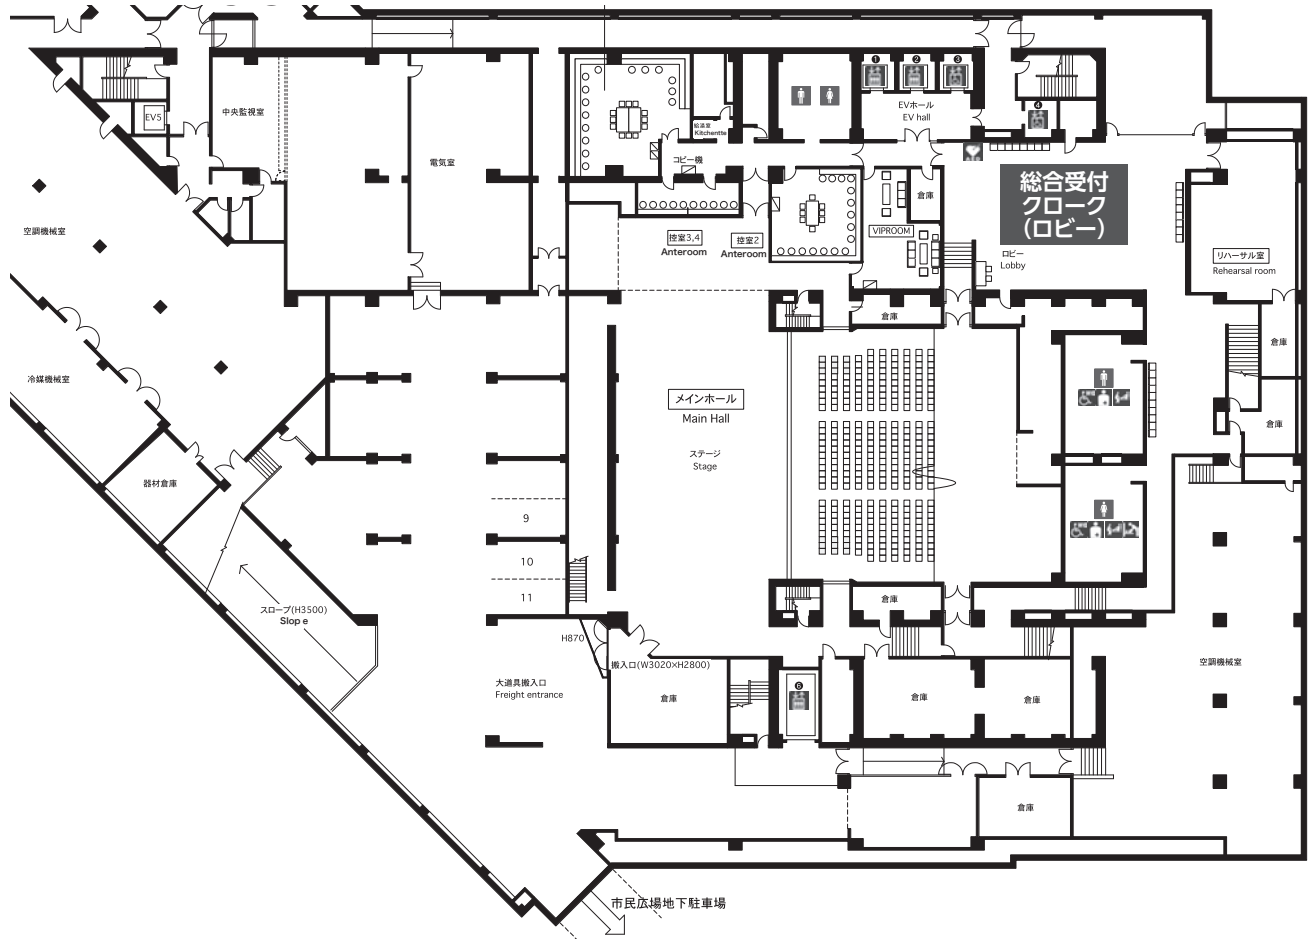 ❶
❷
❸
❹
EV5
中央監視室
給湯室
Kitchentte
EVホール
EV hall
コピー機
電気室
総合受付
クローク
(ロビー)
倉庫
空調機械室
控室3,4
Anteroom
控室2
Anteroom
VIPROOM
ロビー
Lobby
リハーサル室
Rehearsal room
倉庫
倉庫
冷媒機械室
メインホール
Main Hall
ステージ
Stage
倉庫
器材倉庫
9
10
11
スロープ(H3500)
Slop e
倉庫
H870
搬入口(W3020×H2800)
大道具搬入口
Freight entrance
倉庫
❻
倉庫
倉庫
空調機械室
倉庫
市民広場地下駐車場